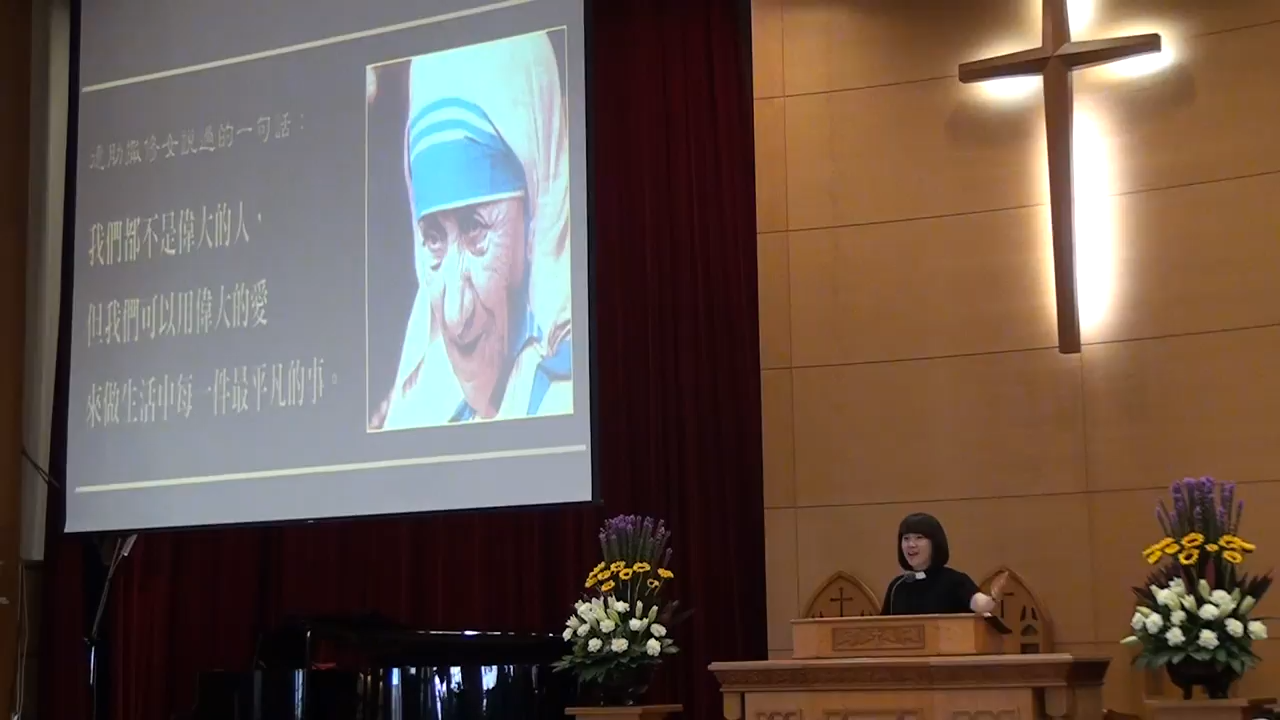 修女說過的一句話：
我們都不是偉大的人，
但我們可以用偉大的愛
來做生活中每一件最平凡的事。